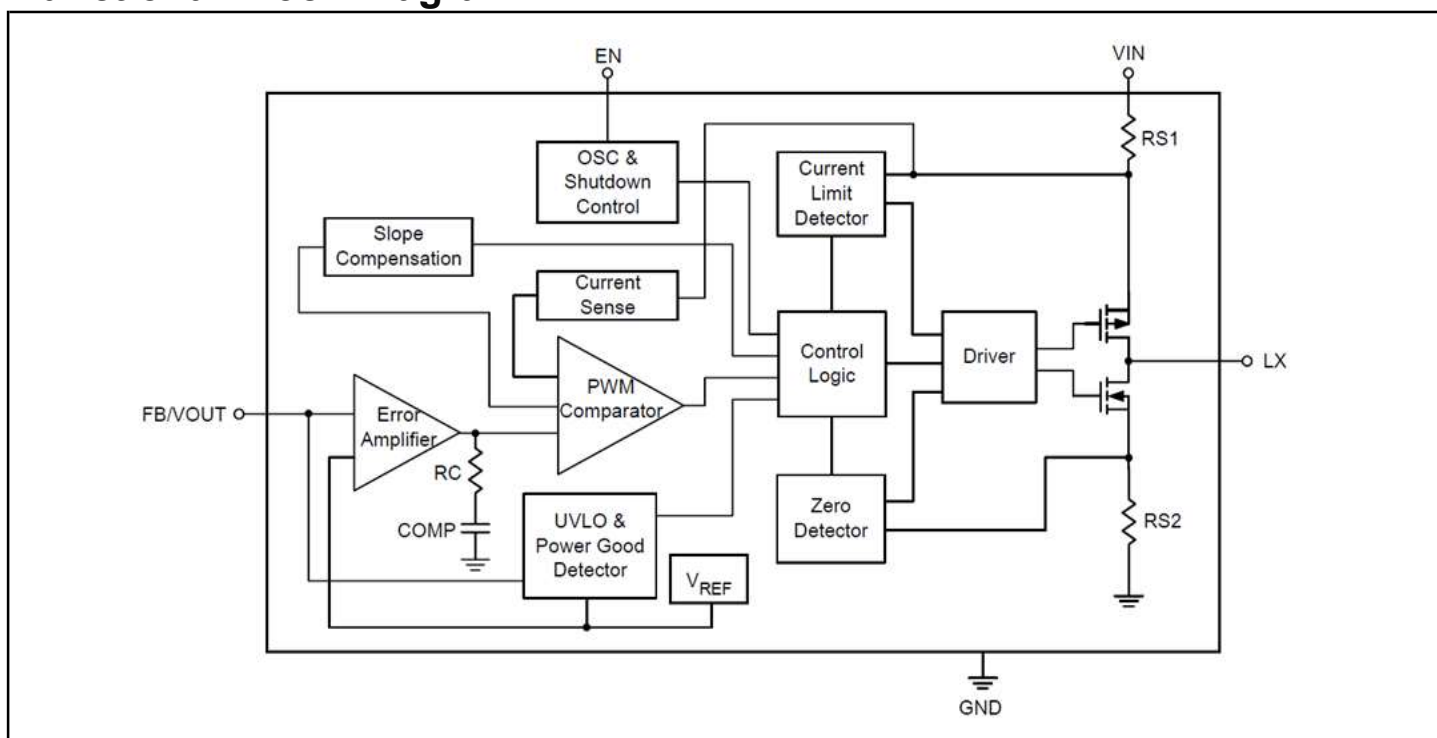 EN
VIN
RS1
OSC &
Shutdown
Control
Current
Limit
Detector
Slope
Compensation
Current
Sense
Control
Logic
Driver
LX
PWM
Comparator
FB/VOUT
Error
Amplifier
RC
COMP
UVLO &
Power Good
Detector
VREF
Zero
Detector
RS2
GND